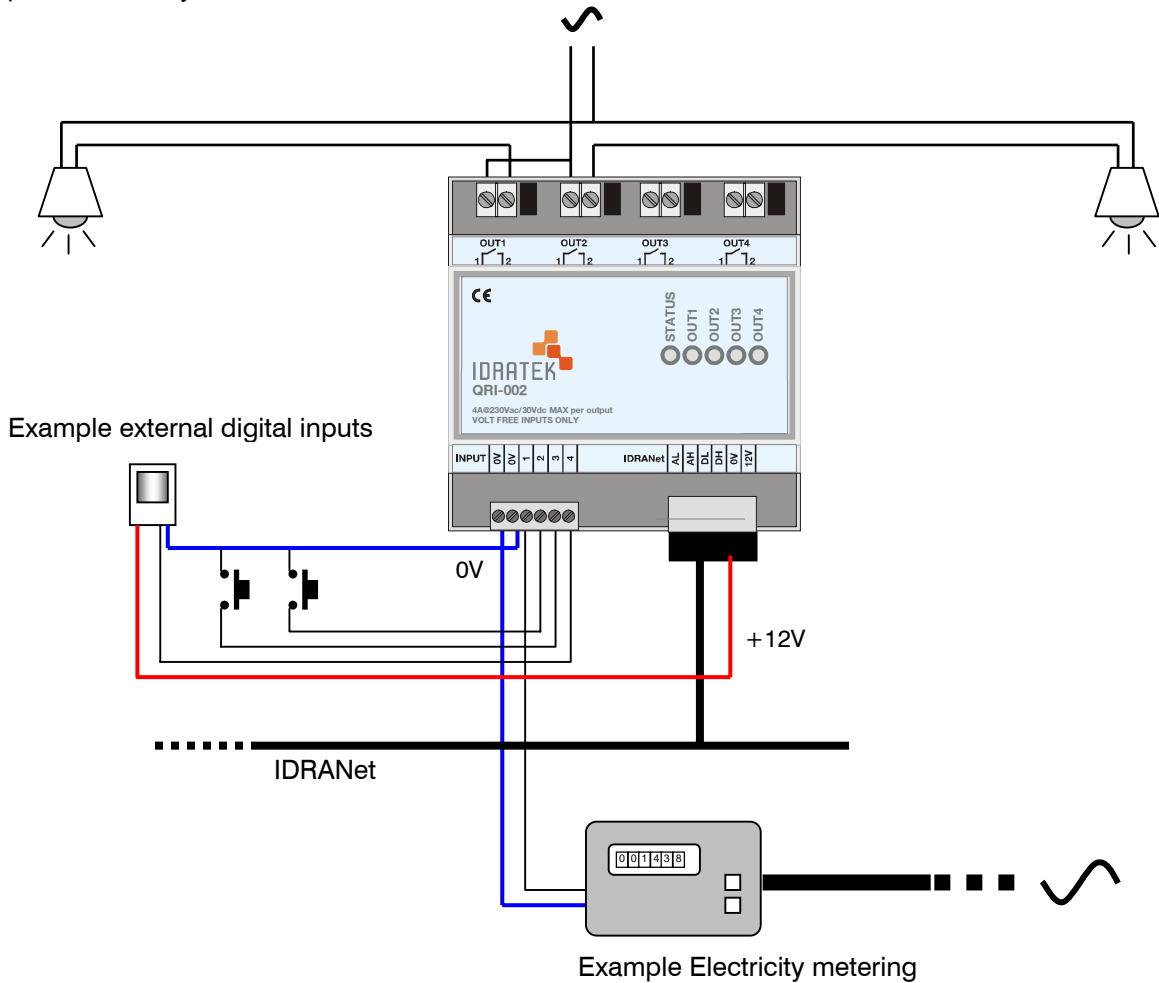 OUT1 OUT2 OUT3 OUT4
1 2 1 2 1 2 1 2
CE
STATUS
OUT1
OUT2
OUT3
OUT4
IDRATEK
QRI-002
4A@230Vac/30Vdc MAX per output
VOLT FREE INPUTS ONLY
Example external digital inputs
INPUT 0V 0V 1 2 3 4 IDRANet AL AH DL DH 0V 12V
0V
+12V
IDRANet
001438
Example Electricity metering